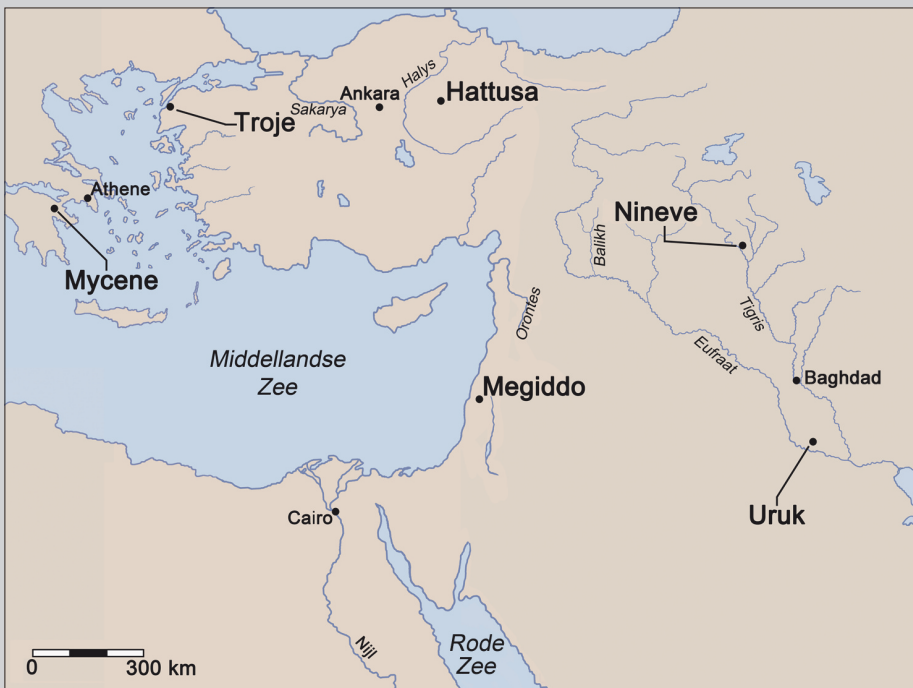 Halys
Ankara
Hattusa
Sakarya
Troje
Athene
Nineve
Balikh
Mycene
Orontes
Tigris
Eufraat
Middellandse
Zee
Baghdad
Megiddo
Uruk
Cairo
Nijl
Rode
Zee
0 300 km